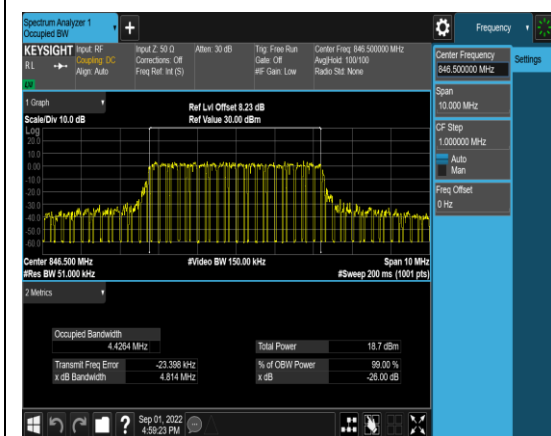 Spectrum Analyzer 1
Occupied BW
Frequency
KEYSIGHT
RL
Input: RF
Coupling: DC
Align: Auto
Input Z: 50 Ω
Corrections: Off
Freq Ref: Int (S)
Atten: 30 dB
Trig: Free Run
Gate: Off
#IF Gain: Low
Center Freq: 846.500000 MHz
Avg|Hold: 100/100
Radio Std: None
Center Frequency
846.500000 MHz
Settings
Span
10.000 MHz
CF Step
1.000000 MHz
Auto
Man
Freq Offset
0 Hz
1 Graph
Scale/Div 10.0 dB
Ref Lvl Offset 8.23 dB
Ref Value 30.00 dBm
Log
20.0
10.0
0.00
-10.0
-20.0
-30.0
-40.0
-50.0
-60.0
Center 846.500 MHz
#Video BW 150.00 kHz
Span 10 MHz
#Res BW 51.000 kHz
#Sweep 200 ms (1001 pts)
2 Metrics
Occupied Bandwidth
4.4264 MHz
Total Power
18.7 dBm
Transmit Freq Error
-23.398 kHz
% of OBW Power
99.00 %
x dB Bandwidth
4.814 MHz
x dB
-26.00 dB
?
Sep 01, 2022
4:59:23 PM